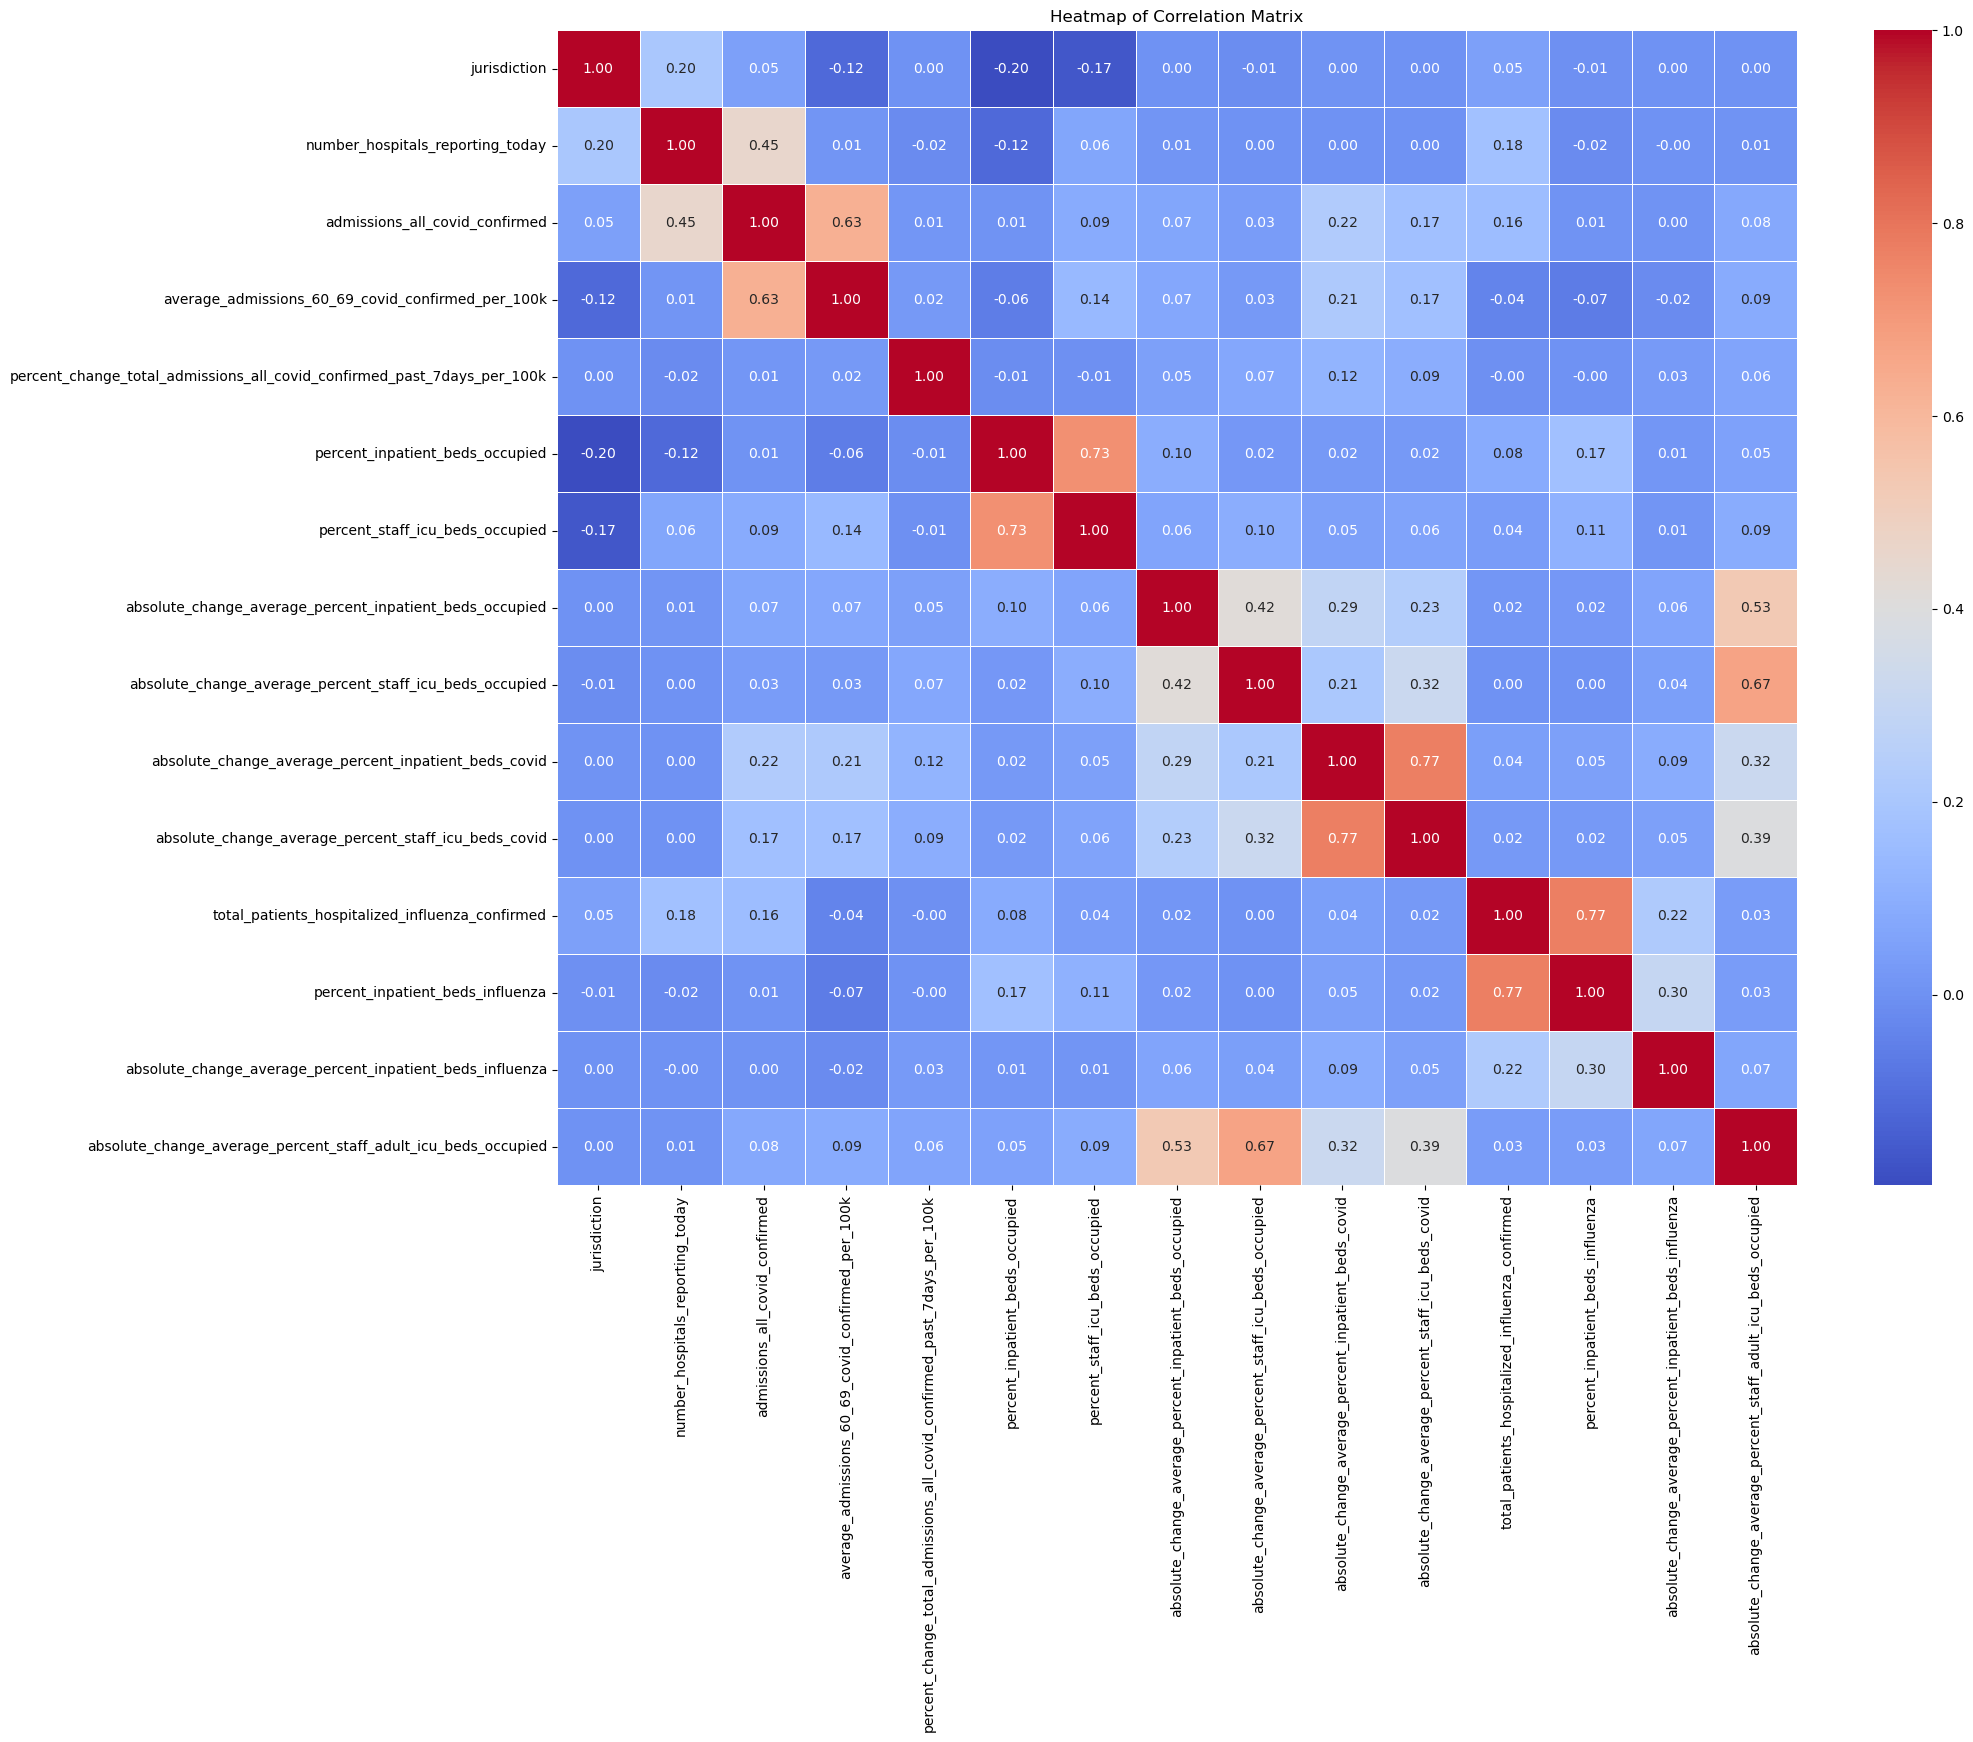 Heatmap of Correlation Matrix
jurisdiction 1.00 0.20 0.05 -0.12 0.00 -0.20 -0.17 0.00 -0.01 0.00 0.00 0.05 -0.01 0.00 0.00
number_hospitals_reporting_today 0.20 1.00 0.45 0.01 -0.02 -0.12 0.06 0.01 0.00 0.00 0.00 0.18 -0.02 -0.00 0.01
admissions_all_covid_confirmed 0.05 0.45 1.00 0.63 0.01 0.01 0.09 0.07 0.03 0.22 0.17 0.16 0.01 0.00 0.08
average_admissions_60_69_covid_confirmed_per_100k -0.12 0.01 0.63 1.00 0.02 -0.06 0.14 0.07 0.03 0.21 0.17 -0.04 -0.07 -0.02 0.09
percent_change_total_admissions_all_covid_confirmed_past_7days_per_100k 0.00 -0.02 0.01 0.02 1.00 -0.01 -0.01 0.05 0.07 0.12 0.09 -0.00 -0.00 0.03 0.06
percent_inpatient_beds_occupied -0.20 -0.12 0.01 -0.06 -0.01 1.00 0.73 0.10 0.02 0.02 0.02 0.08 0.17 0.01 0.05
percent_staff_icu_beds_occupied -0.17 0.06 0.09 0.14 -0.01 0.73 1.00 0.06 0.10 0.05 0.06 0.04 0.11 0.01 0.09
absolute_change_average_percent_inpatient_beds_occupied 0.00 0.01 0.07 0.07 0.05 0.10 0.06 1.00 0.42 0.29 0.23 0.02 0.02 0.06 0.53
absolute_change_average_percent_staff_icu_beds_occupied -0.01 0.00 0.03 0.03 0.07 0.02 0.10 0.42 1.00 0.21 0.32 0.00 0.00 0.04 0.67
absolute_change_average_percent_inpatient_beds_covid 0.00 0.00 0.22 0.21 0.12 0.02 0.05 0.29 0.21 1.00 0.77 0.04 0.05 0.09 0.32
absolute_change_average_percent_staff_icu_beds_covid 0.00 0.00 0.17 0.17 0.09 0.02 0.06 0.23 0.32 0.77 1.00 0.02 0.02 0.05 0.39
total_patients_hospitalized_influenza_confirmed 0.05 0.18 0.16 -0.04 -0.00 0.08 0.04 0.02 0.00 0.04 0.02 1.00 0.77 0.22 0.03
percent_inpatient_beds_influenza -0.01 -0.02 0.01 -0.07 -0.00 0.17 0.11 0.02 0.00 0.05 0.02 0.77 1.00 0.30 0.03
absolute_change_average_percent_inpatient_beds_influenza 0.00 -0.00 0.00 -0.02 0.03 0.01 0.01 0.06 0.04 0.09 0.05 0.22 0.30 1.00 0.07
absolute_change_average_percent_staff_adult_icu_beds_occupied 0.00 0.01 0.08 0.09 0.06 0.05 0.09 0.53 0.67 0.32 0.39 0.03 0.03 0.07 1.00
jurisdiction
number_hospitals_reporting_today
admissions_all_covid_confirmed
average_admissions_60_69_covid_confirmed_per_100k
percent_change_total_admissions_all_covid_confirmed_past_7days_per_100k
percent_inpatient_beds_occupied
percent_staff_icu_beds_occupied
absolute_change_average_percent_inpatient_beds_occupied
absolute_change_average_percent_staff_icu_beds_occupied
absolute_change_average_percent_inpatient_beds_covid
absolute_change_average_percent_staff_icu_beds_covid
total_patients_hospitalized_influenza_confirmed
percent_inpatient_beds_influenza
absolute_change_average_percent_inpatient_beds_influenza
absolute_change_average_percent_staff_adult_icu_beds_occupied
1.0
0.8
0.6
0.4
0.2
0.0